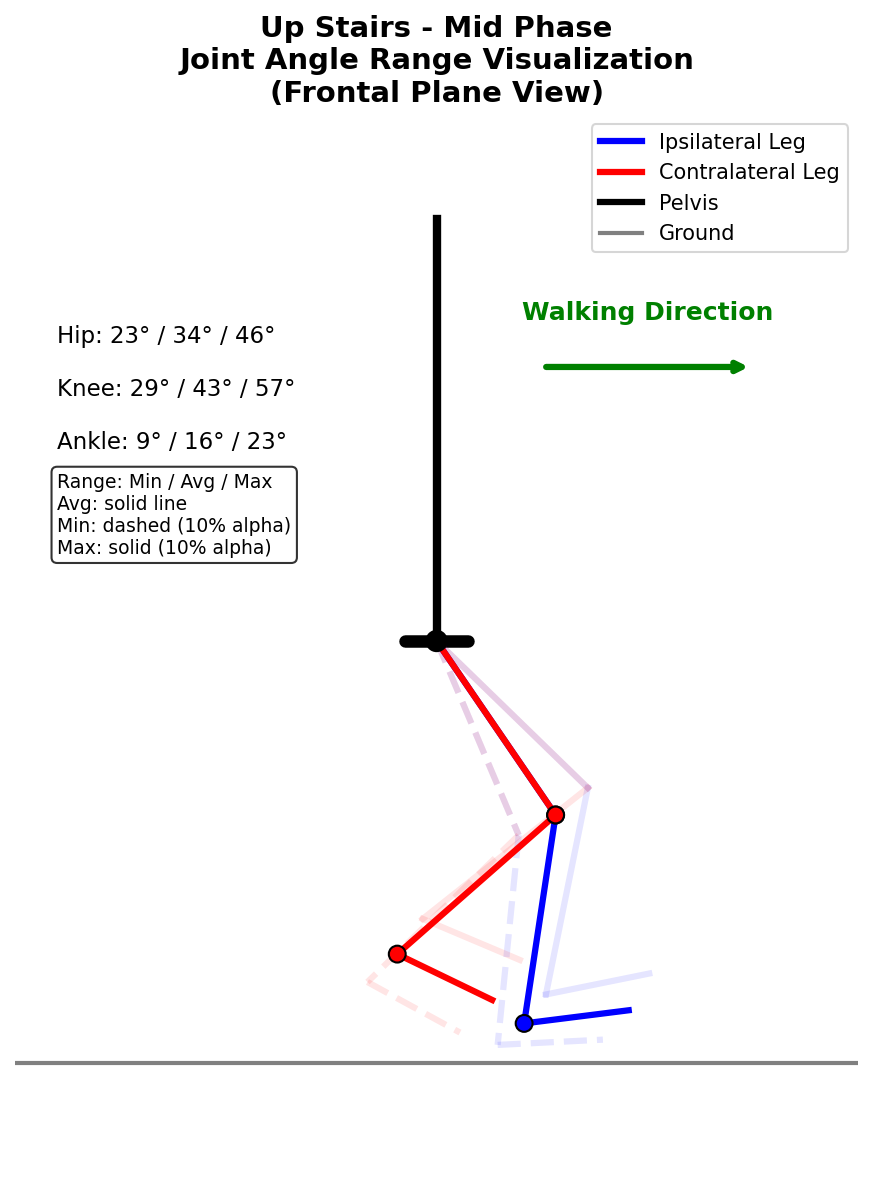 Up Stairs - Mid Phase
Joint Angle Range Visualization
(Frontal Plane View)
Ipsilateral Leg
Contralateral Leg
Pelvis
Ground
Walking Direction
Hip: 23° / 34° / 46°
Knee: 29° / 43° / 57°
Ankle: 9° / 16° / 23°
Range: Min / Avg / Max
Avg: solid line
Min: dashed (10% alpha)
Max: solid (10% alpha)